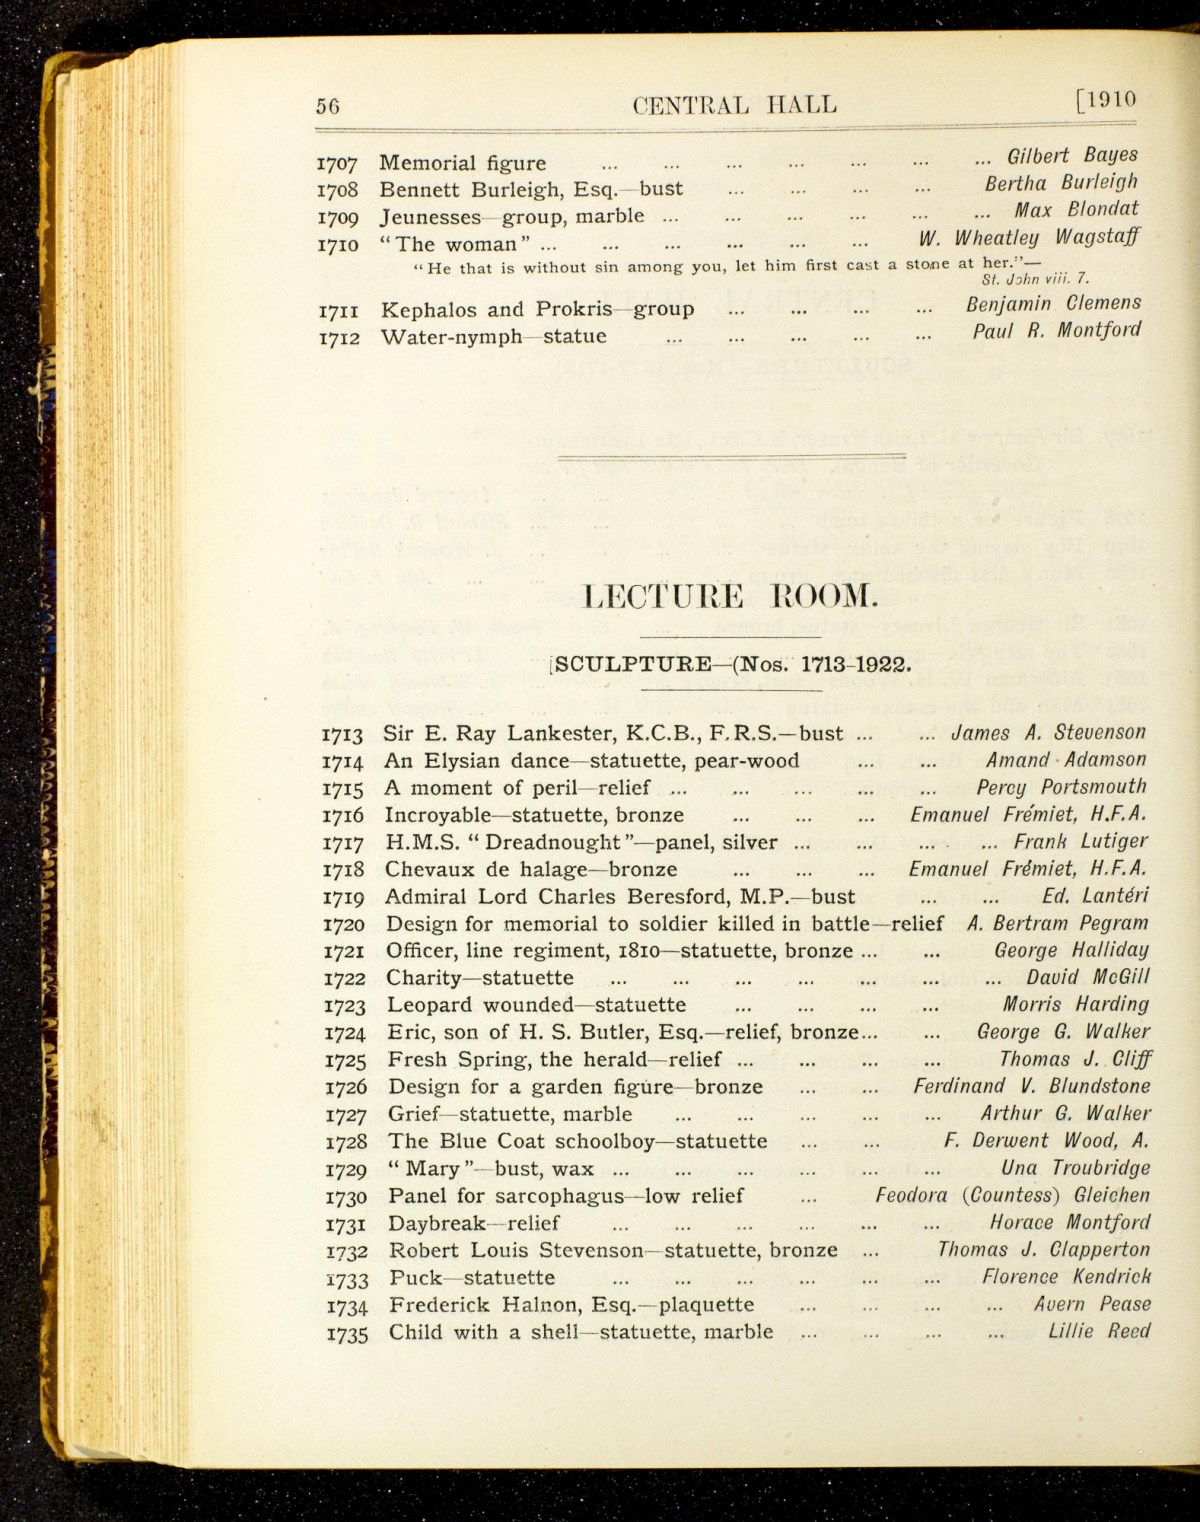 56 CENTRAL HALL [1910
1707 Memorial figure ... ... ... ... ... ... ... Gilbert Bayes
1708 Bennett Burleigh, Esq.—bust ... ... ... ... Bertha Burleigh
1709 Jeunesses—group, marble ... ... ... ... ... ... Max Blondat
1710 “The woman” ... ... ... ... ... ... W. Wheatley Wagstaff
“He that is without sin among you, let him first cast a stone at her.”—
St. John viii. 7.
1711 Kephalos and Prokris—group ... ... ... ... Benjamin Clemens
1712 Water-nymph—statue ... ... ... ... ... Paul R. Montford
LECTURE ROOM.
SCULPTURE—(Nos. 1713-1922.
1713 Sir E. Ray Lankester, K.C.B., F.R.S.—bust ... ... James A. Stevenson
1714 An Elysian dance—statuette, pear-wood ... ... Amand Adamson
1715 A moment of peril—relief ... ... ... ... ... Percy Portsmouth
1716 Incroyable—statuette, bronze ... ... ... Emanuel Frémiet, H.F.A.
1717 H.M.S. “Dreadnought”—panel, silver ... ... ... ... Frank Lutiger
1718 Chevaux de halage—bronze ... ... ... Emanuel Frémiet, H.F.A.
1719 Admiral Lord Charles Beresford, M.P.—bust ... ... Ed. Lantéri
1720 Design for memorial to soldier killed in battle—relief A. Bertram Pegram
1721 Officer, line regiment, 1810—statuette, bronze ... ... George Halliday
1722 Charity—statuette ... ... ... ... ... ... ... David McGill
1723 Leopard wounded—statuette ... ... ... ... Morris Harding
1724 Eric, son of H. S. Butler, Esq.—relief, bronze... ... George G. Walker
1725 Fresh Spring, the herald—relief ... ... ... ... Thomas J. Cliff
1726 Design for a garden figure—bronze ... ... Ferdinand V. Blundstone
1727 Grief—statuette, marble ... ... ... ... ... Arthur G. Walker
1728 The Blue Coat schoolboy—statuette ... ... F. Derwent Wood, A.
1729 “Mary”—bust, wax ... ... ... ... ... ... Una Troubridge
1730 Panel for sarcophagus—low relief ... Feodora (Countess) Gleichen
1731 Daybreak—relief ... ... ... ... ... ... Horace Montford
1732 Robert Louis Stevenson—statuette, bronze ... Thomas J. Clapperton
1733 Puck—statuette ... ... ... ... ... ... Florence Kendrick
1734 Frederick Halnon, Esq.—plaquette ... ... ... ... Avern Pease
1735 Child with a shell—statuette, marble ... ... ... ... Lillie Reed